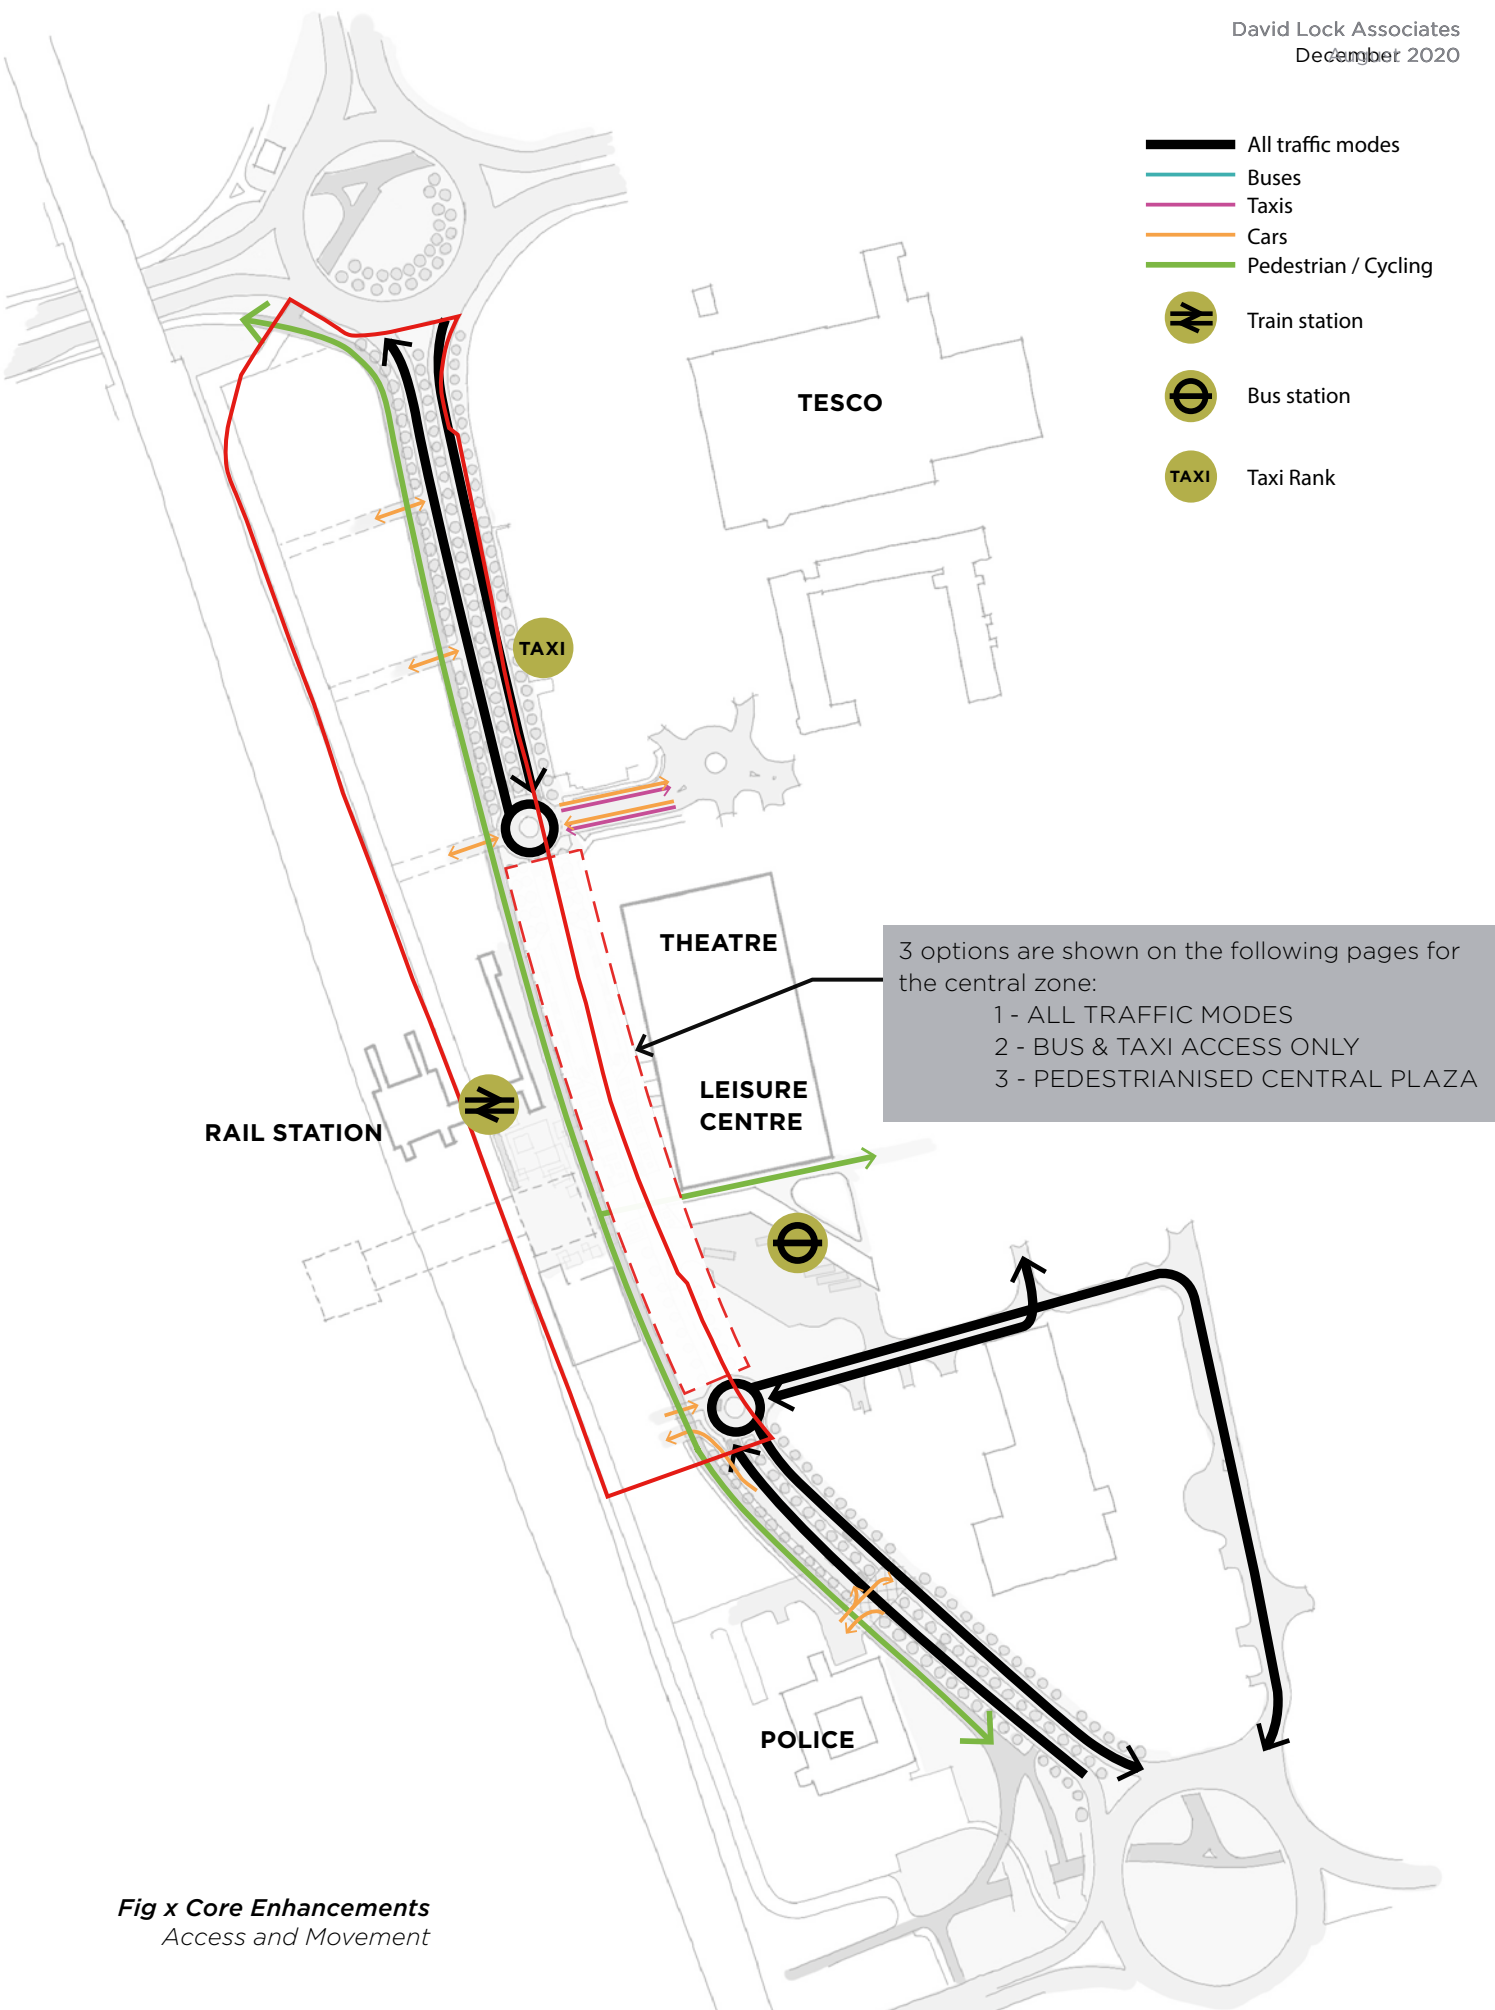 David Lock Associates
December 2020
August 2020
All traffic modes
Buses
Taxis
Cars
Pedestrian / Cycling
Train station
Bus station
TAXI
Taxi Rank
TESCO
TAXI
THEATRE
3 options are shown on the following pages for
the central zone:
1 - ALL TRAFFIC MODES
2 - BUS & TAXI ACCESS ONLY
3 - PEDESTRIANISED CENTRAL PLAZA
LEISURE
CENTRE
RAIL STATION
POLICE
Fig x Core Enhancements
Access and Movement